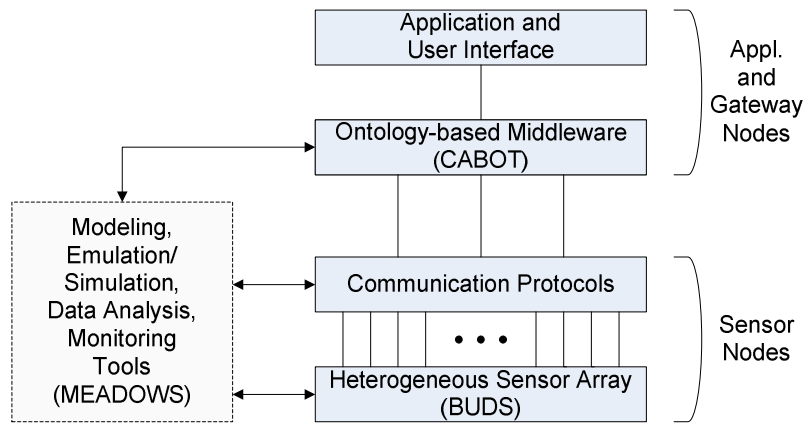 Application and
User Interface
Appl.
and
Gateway
Nodes
Ontology-based Middleware
(CABOT)
Modeling,
Emulation/
Simulation,
Data Analysis,
Monitoring
Tools
(MEADOWS)
Communication Protocols
• • •
Sensor
Nodes
Heterogeneous Sensor Array
(BUDS)